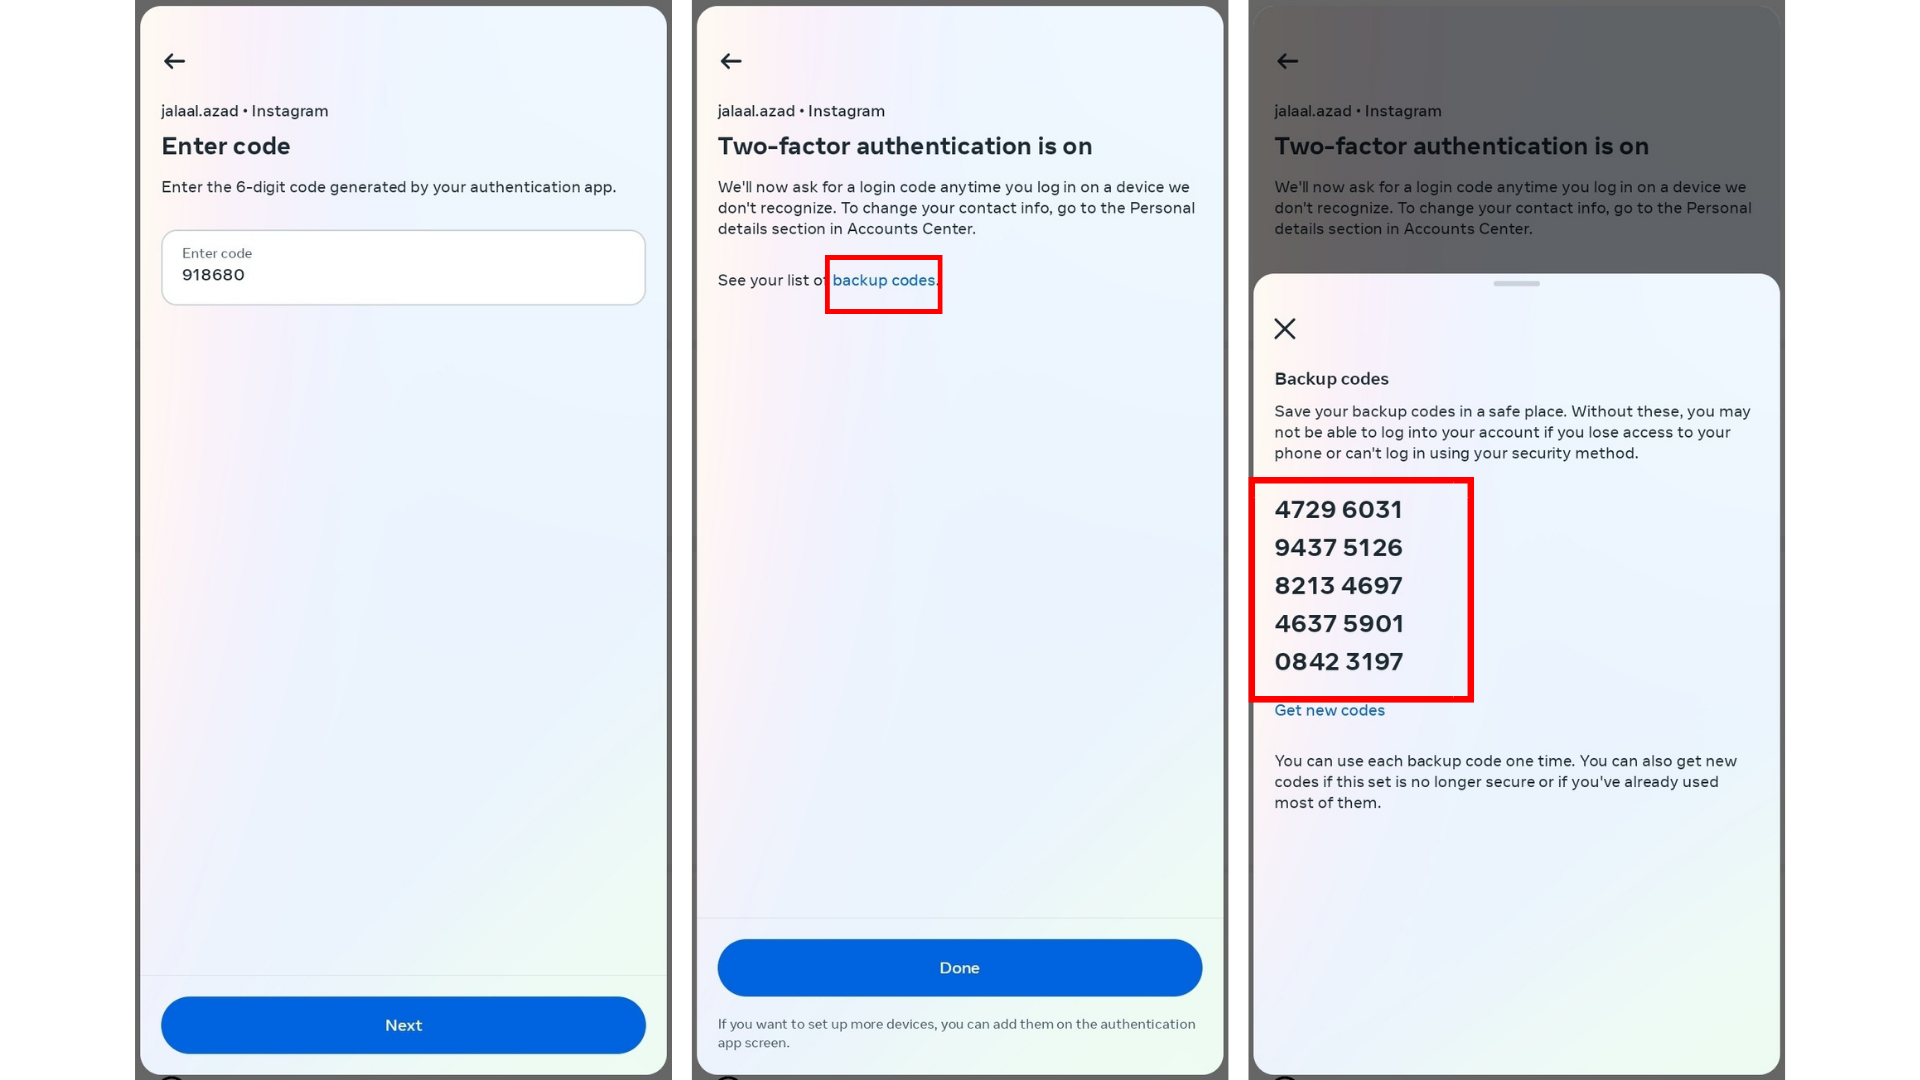 jalaal.azad • Instagram
Enter code
Enter the 6-digit code generated by your authentication app.
Enter code
918680
Next
jalaal.azad • Instagram
Two-factor authentication is on
We'll now ask for a login code anytime you log in on a device we
don't recognize. To change your contact info, go to the Personal
details section in Accounts Center.
See your list of backup codes.
Done
If you want to set up more devices, you can add them on the authentication
app screen.
jalaal.azad • Instagram
Two-factor authentication is on
We'll now ask for a login code anytime you log in on a device we
don't recognize. To change your contact info, go to the Personal
details section in Accounts Center.
Backup codes
Save your backup codes in a safe place. Without these, you may
not be able to log into your account if you lose access to your
phone or can't log in using your security method.
4729 6031
9437 5126
8213 4697
4637 5901
0842 3197
Get new codes
You can use each backup code one time. You can also get new
codes if this set is no longer secure or if you've already used
most of them.